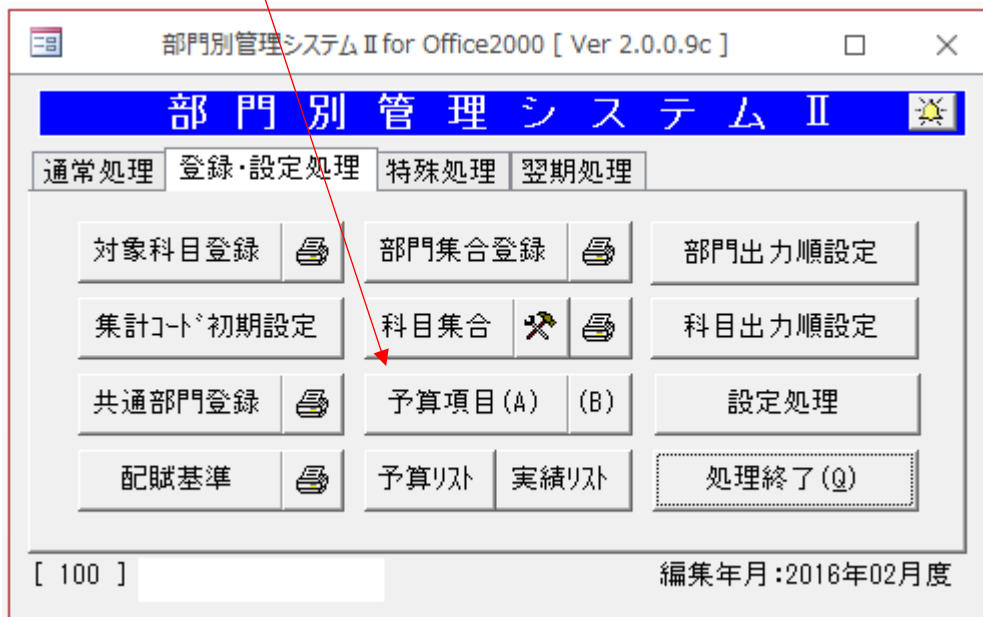 部門別管理システムⅡ for Office2000 [ Ver 2.0.0.9c ]
部門別管理システムⅡ
通常処理 登録・設定処理 特殊処理 翌期処理
対象科目登録 部門集合登録 部門出力順設定
集計ｺｰﾄﾞ初期設定 科目集合 科目出力順設定
共通部門登録 予算項目(A) (B) 設定処理
配賦基準 予算ﾘｽﾄ 実績ﾘｽﾄ 処理終了(Q)
[ 100 ] 編集年月:2016年02月度